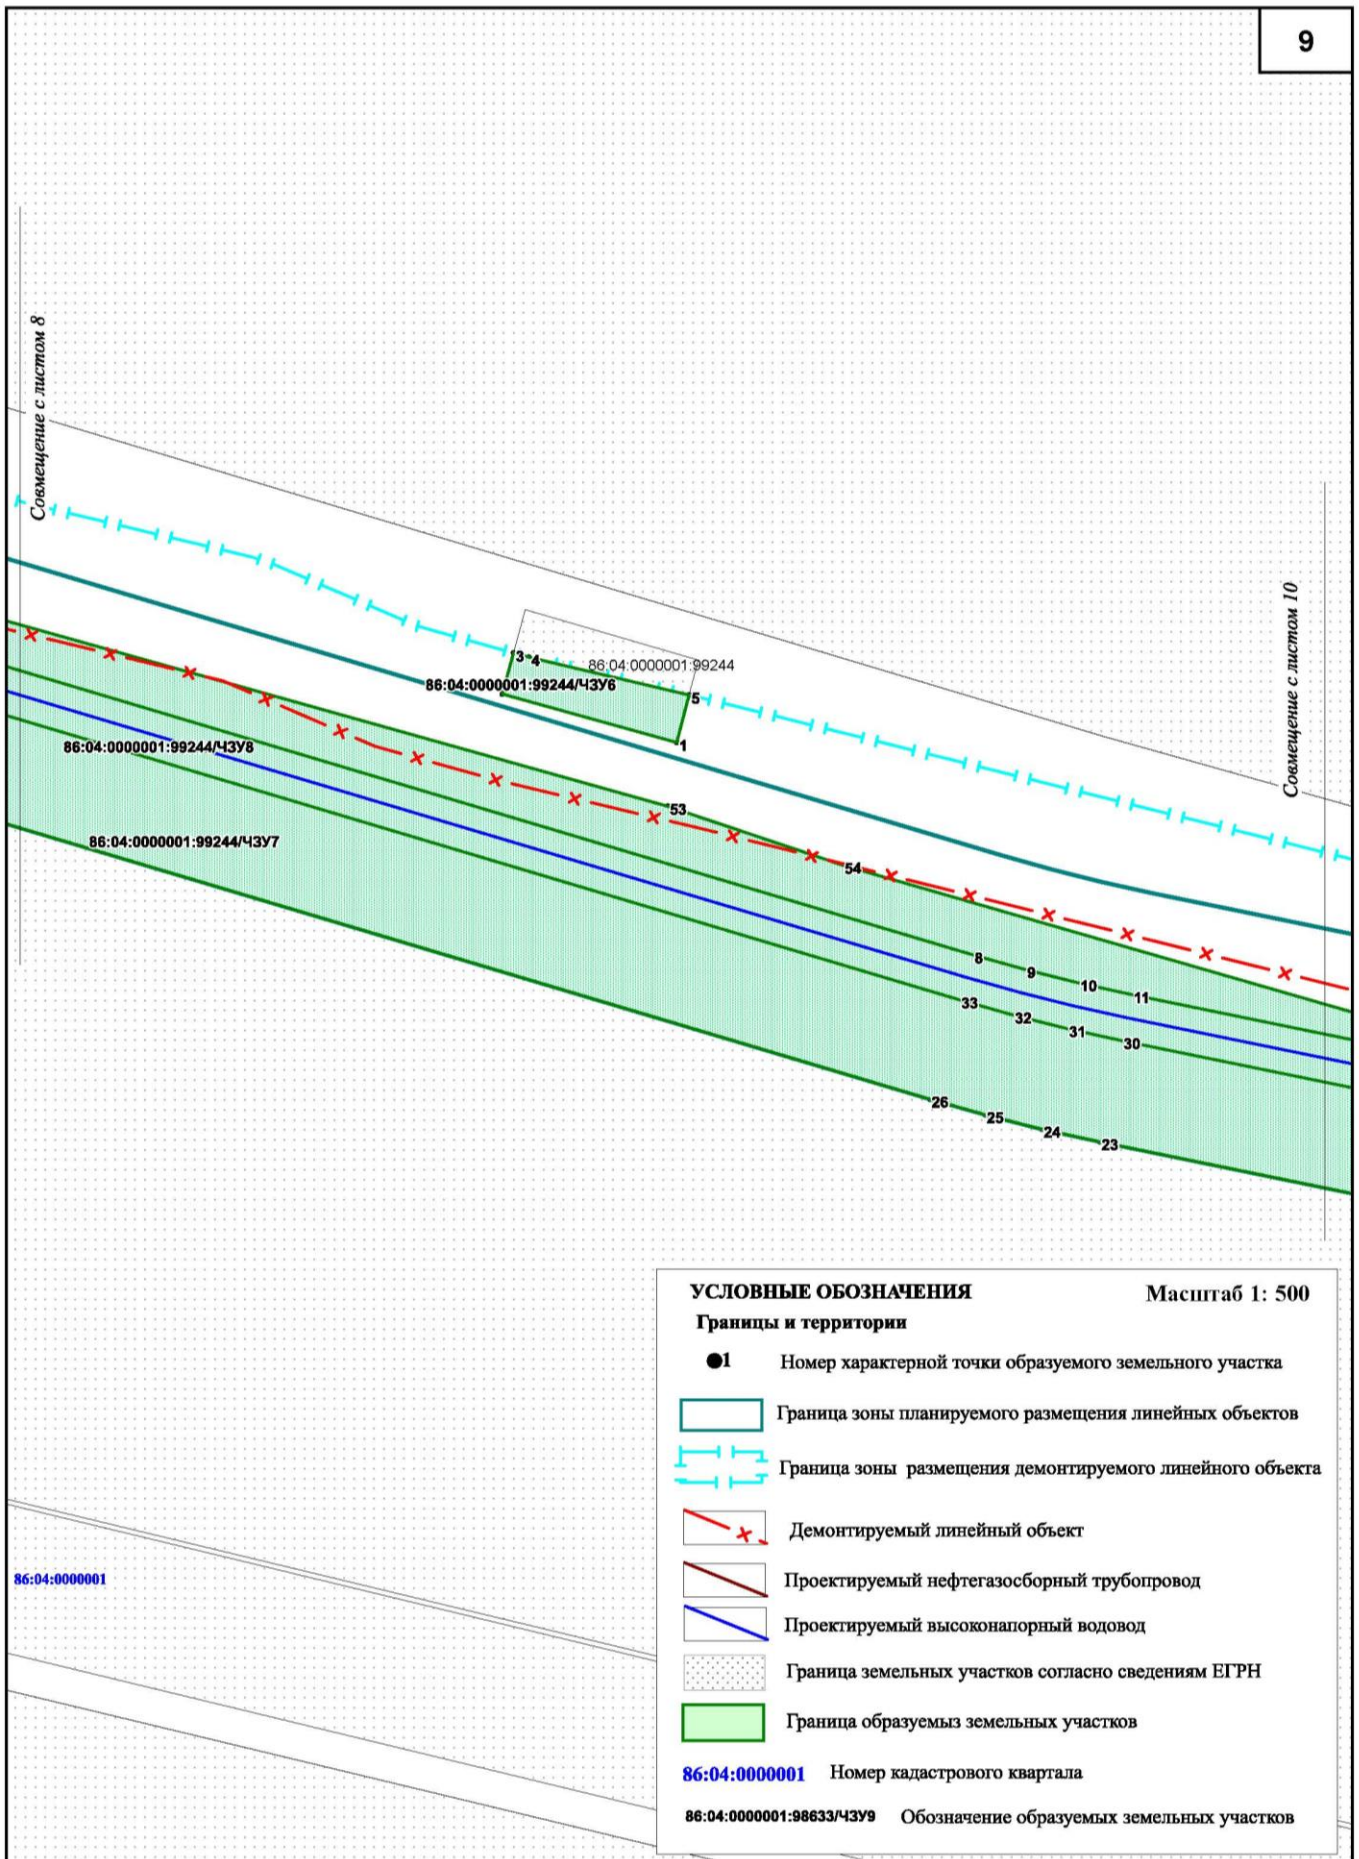 9
Совмещение с листом 8
Совмещение с листом 10
3 4
86:04:0000001:99244
86:04:0000001:99244/ЧЗУ6
5
1
86:04:0000001:99244/ЧЗУ8
53
86:04:0000001:99244/ЧЗУ7
54
8
9
10
11
33
32
31
30
26
25
24
23
УСЛОВНЫЕ ОБОЗНАЧЕНИЯ
Масштаб 1: 500
Границы и территории
1 Номер характерной точки образуемого земельного участка
Граница зоны планируемого размещения линейных объектов
Граница зоны размещения демонтируемого линейного объекта
Демонтируемый линейный объект
Проектируемый нефтегазосборный трубопровод
Проектируемый высоконапорный водовод
Граница земельных участков согласно сведениям ЕГРН
Граница образуемыз земельных участков
86:04:0000001 Номер кадастрового квартала
86:04:0000001:98633/ЧЗУ9 Обозначение образуемых земельных участков
86:04:0000001